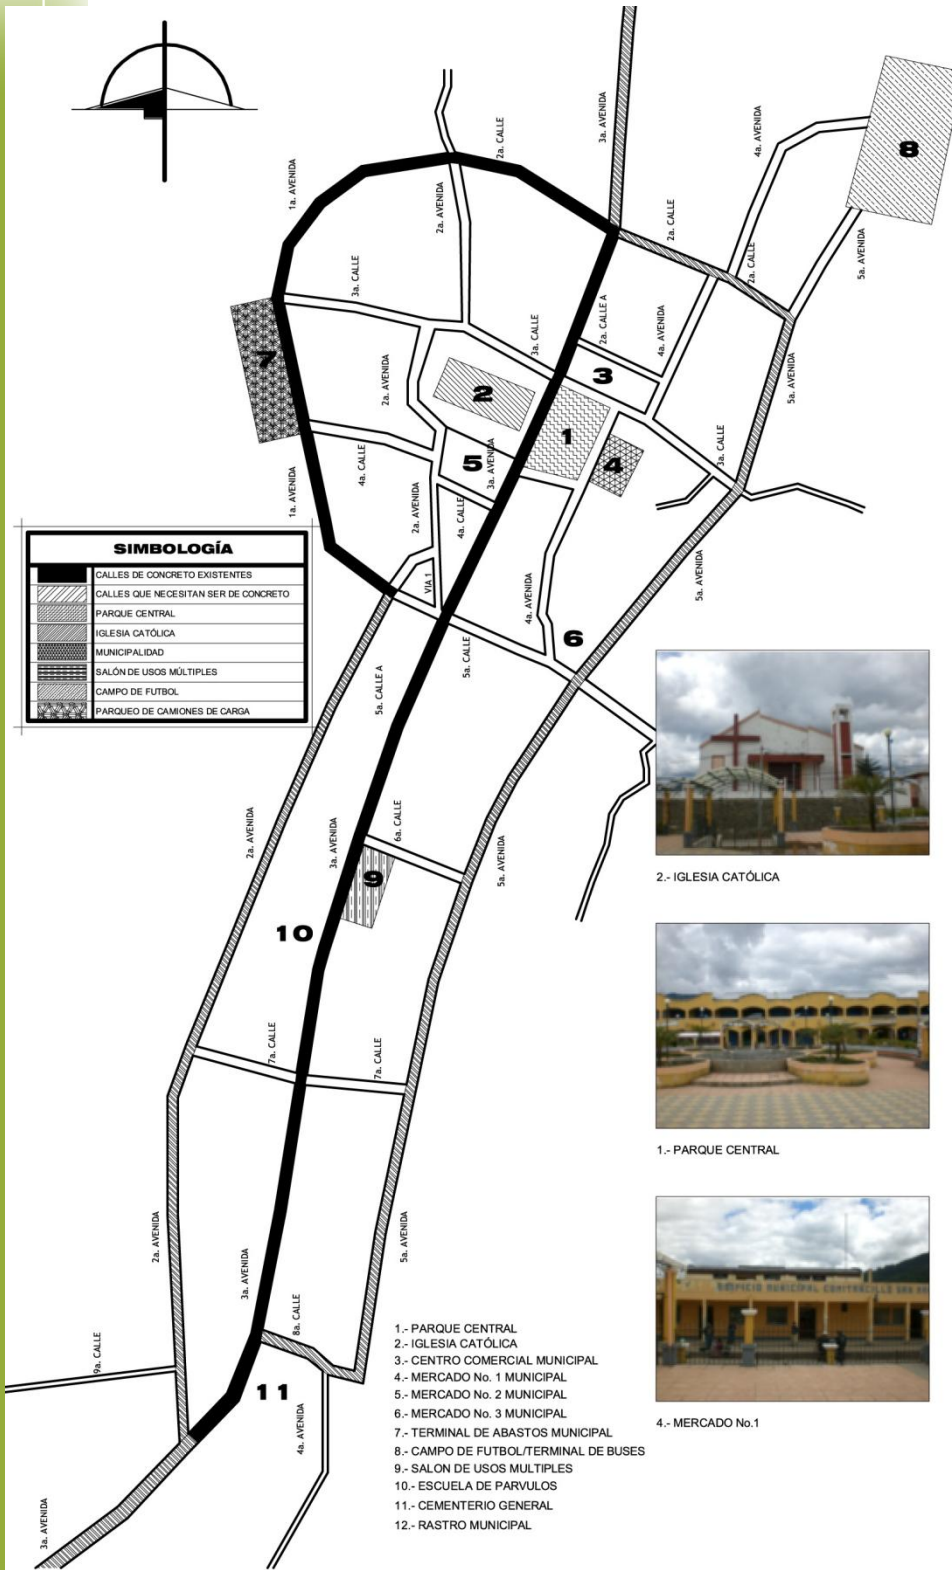 3a. AVENIDA
2a. CALLE
4a. AVENIDA
8
1a. AVENIDA
2a. AVENIDA
2a. CALLE
2a. CALLE
5a. AVENIDA
3a. CALLE
2a. CALLE A
4a. AVENIDA
3a. CALLE
7
2a. AVENIDA
2
3
5a. AVENIDA
1
4
3a. CALLE
5
3a. AVENIDA
4a. CALLE
1a. AVENIDA
2a. AVENIDA
4a. CALLE
SIMBOLOGÍA
CALLES DE CONCRETO EXISTENTES
CALLES QUE NECESITAN SER DE CONCRETO
PARQUE CENTRAL
IGLESIA CATÓLICA
MUNICIPALIDAD
SALÓN DE USOS MÚLTIPLES
CAMPO DE FUTBOL
PARQUEO DE CAMIONES DE CARGA
VIA 1
4a. AVENIDA
5a. AVENIDA
6
5a. CALLE
5a. CALLE A
2a. AVENIDA
3a. AVENIDA
6a. CALLE
5a. AVENIDA
9
10
2.- IGLESIA CATÓLICA
7a. CALLE
7a. CALLE
1.- PARQUE CENTRAL
2a. AVENIDA
3a. AVENIDA
5a. AVENIDA
8a. CALLE
9a. CALLE
11
4a. AVENIDA
3a. AVENIDA
MUNICIPAL COMITANCILLO SAN
4.- MERCADO No.1
1.- PARQUE CENTRAL
2.- IGLESIA CATÓLICA
3.- CENTRO COMERCIAL MUNICIPAL
4.- MERCADO No. 1 MUNICIPAL
5.- MERCADO No. 2 MUNICIPAL
6.- MERCADO No. 3 MUNICIPAL
7.- TERMINAL DE ABASTOS MUNICIPAL
8.- CAMPO DE FUTBOL/TERMINAL DE BUSES
9.- SALON DE USOS MULTIPLES
10.- ESCUELA DE PARVULOS
11.- CEMENTERIO GENERAL
12.- RASTRO MUNICIPAL